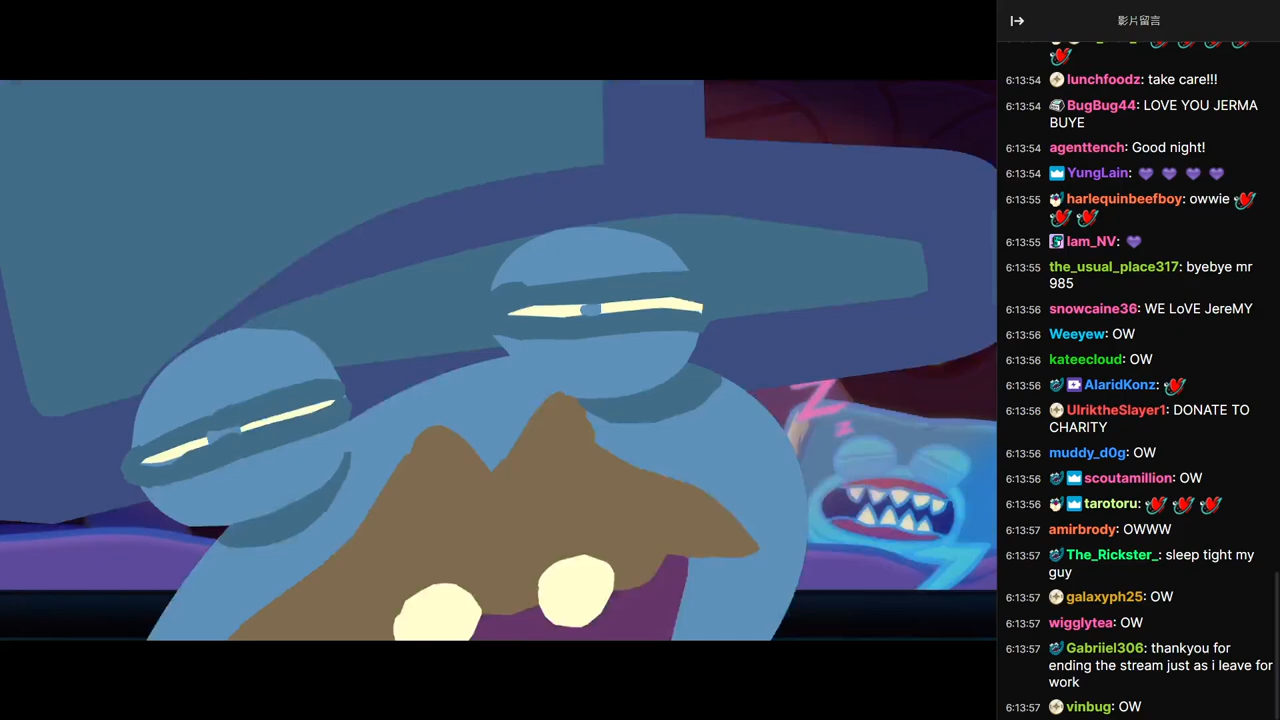 影片留言
6:13:54 lunchfoodz: take care!!!
6:13:54 BugBug44: LOVE YOU JERMA
BUYE
6:13:54 agenttench: Good night!
6:13:54 YungLain:
6:13:55 harlequinbeefboy: owwie
6:13:55 Iam_NV:
6:13:55 the_usual_place317: byebye mr
985
6:13:56 snowcaine36: WE LoVE JereMY
6:13:56 Weeyew: OW
6:13:56 kateecloud: OW
6:13:56 AlaridKonz:
6:13:56 UlriktheSlayer1: DONATE TO
CHARITY
6:13:56 muddy_d0g: OW
6:13:56 scoutamillion: OW
6:13:56 tarotoru:
6:13:57 amirbrody: OWWW
6:13:57 The_Rickster_: sleep tight my
guy
6:13:57 galaxyph25: OW
6:13:57 wigglytea: OW
6:13:57 Gabriiel306: thankyou for
ending the stream just as i leave for
work
6:13:57 vinbug: OW
Z
z